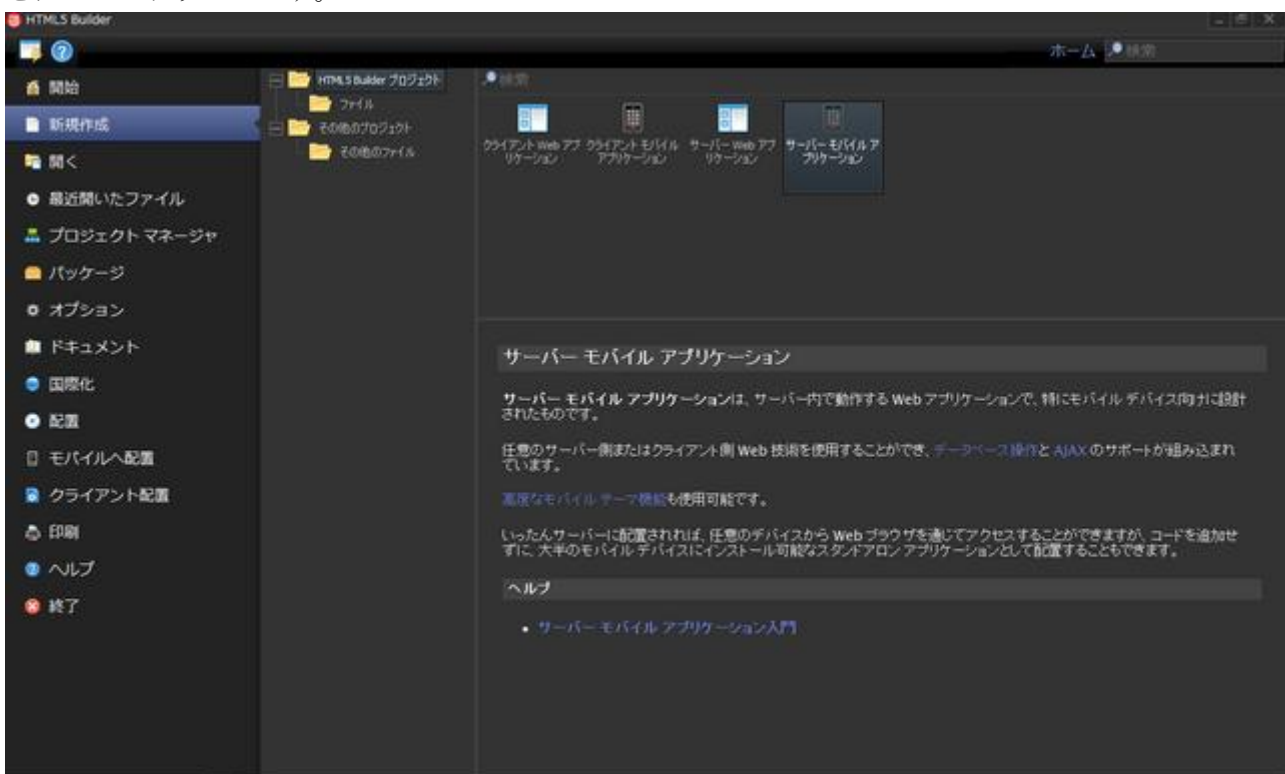 HTML5 Builder
ホーム
検索
開始
新規作成
開く
最近開いたファイル
プロジェクト マネージャ
パッケージ
オプション
ドキュメント
国際化
配置
モバイルへ配置
クライアント配置
印刷
ヘルプ
終了
HTML5 Builder プロジェクト
ファイル
その他のプロジェクト
その他のファイル
検索
クライアント Web アプ
リケーション
クライアント モバイル
アプリケーション
サーバー Web アプ
リケーション
サーバー モバイル ア
プリケーション
サーバー モバイル アプリケーション
サーバー モバイル アプリケーションは、サーバー内で動作する Web アプリケーションで、特にモバイル デバイス向けに設計
されたものです。
任意のサーバー側またはクライアント側 Web 技術を使用することができ、データベース操作と AJAX のサポートが組み込まれ
ています。
高度なモバイル テーマ機能も使用可能です。
いったんサーバーに配置されれば、任意のデバイスから Web ブラウザを通じてアクセスすることができますが、コードを追加せ
ずに、大半のモバイル デバイスにインストール可能なスタンドアロン アプリケーションとして配置することもできます。
ヘルプ
サーバー モバイル アプリケーション入門